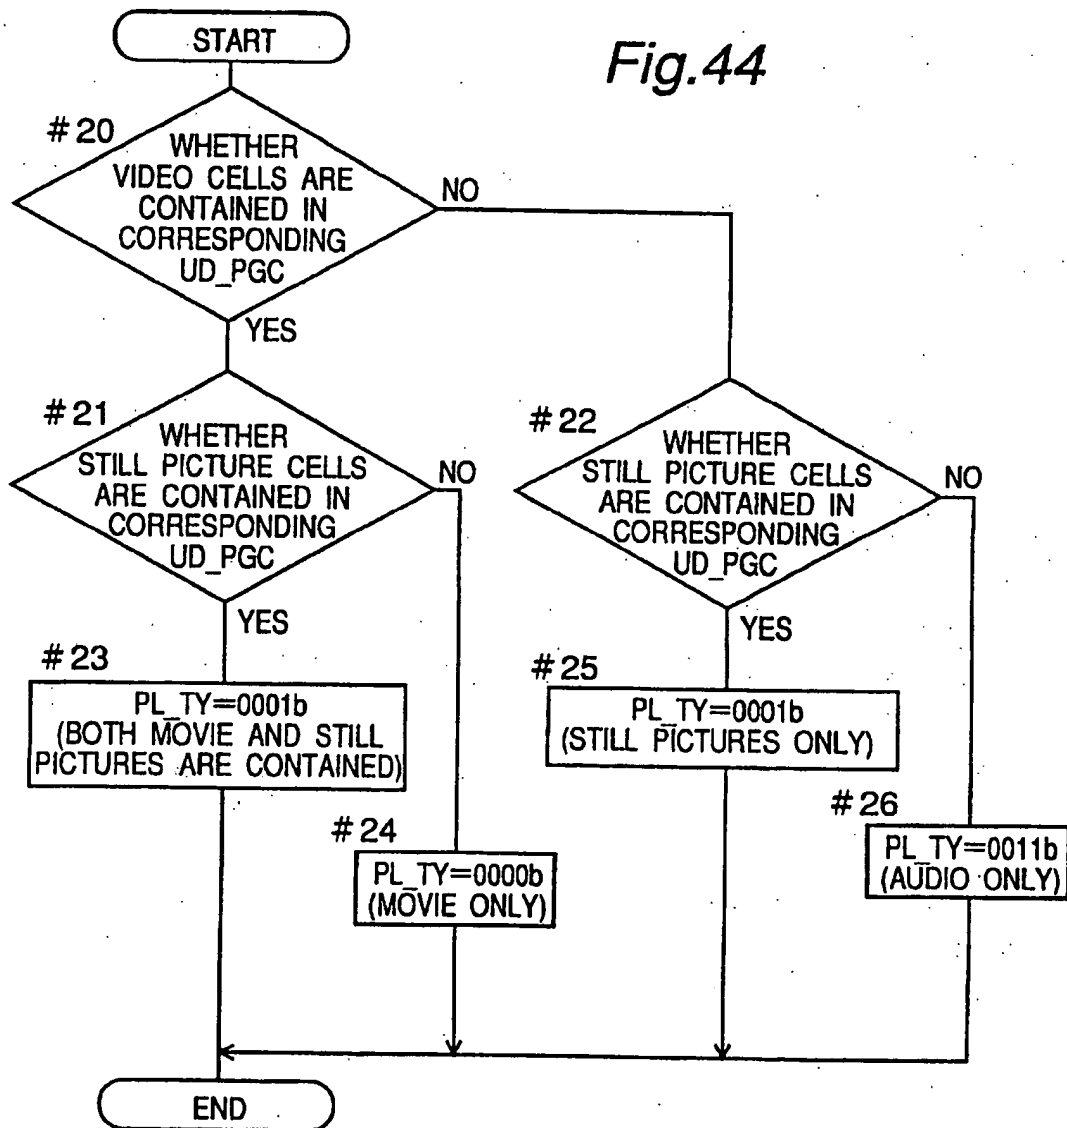 Fig.44
START
#20
WHETHER
VIDEO CELLS ARE
CONTAINED IN
CORRESPONDING
UD_PGC
NO
YES
#21
WHETHER
STILL PICTURE CELLS
ARE CONTAINED IN
CORRESPONDING
UD_PGC
NO
YES
#22
WHETHER
STILL PICTURE CELLS
ARE CONTAINED IN
CORRESPONDING
UD_PGC
NO
YES
#23
PL_TY=0001b
(BOTH MOVIE AND STILL
PICTURES ARE CONTAINED)
#24
PL_TY=0000b
(MOVIE ONLY)
#25
PL_TY=0001b
(STILL PICTURES ONLY)
#26
PL_TY=0011b
(AUDIO ONLY)
END